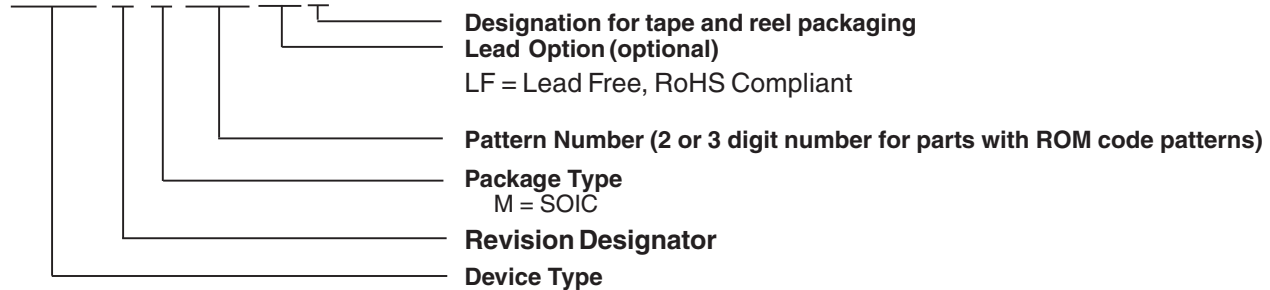 Designation for tape and reel packaging
Lead Option (optional)
LF = Lead Free, RoHS Compliant
Pattern Number (2 or 3 digit number for parts with ROM code patterns)
Package Type
M = SOIC
Revision Designator
Device Type